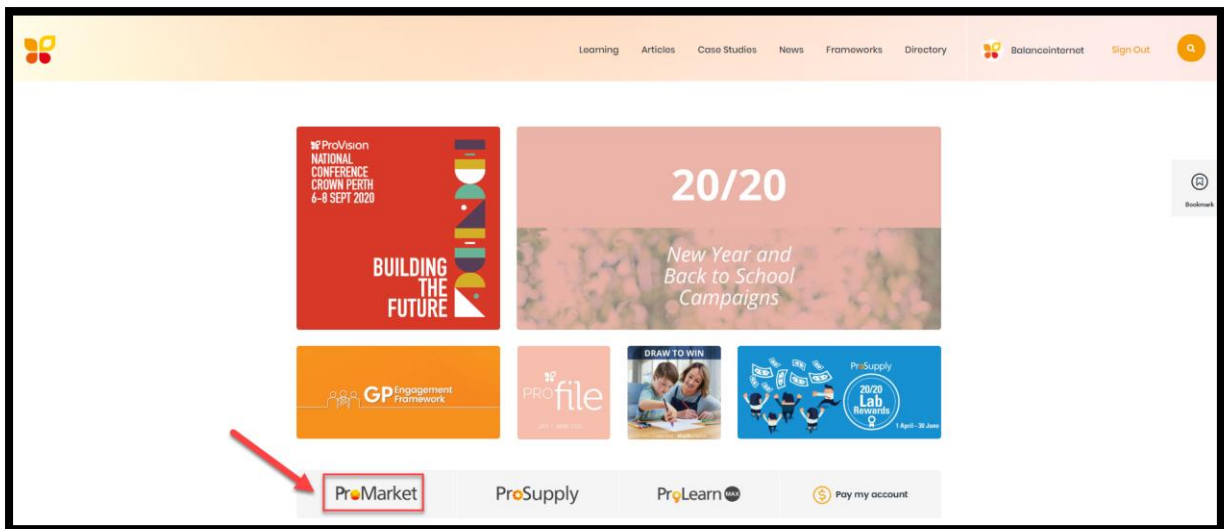 Learning Articles Case Studies News Frameworks Directory Balanceinternet Sign Out
ProVision
NATIONAL
CONFERENCE
CROWN PERTH
6–8 SEPT 2020
BUILDING
THE
FUTURE
20/20
New Year and
Back to School
Campaigns
Bookmark
GP Engagement
Framework
PROfile
DRAW TO WIN
ProSupply
20/20
Lab
Rewards
1 April – 30 June
ProMarket ProSupply ProLearn MAX Pay my account